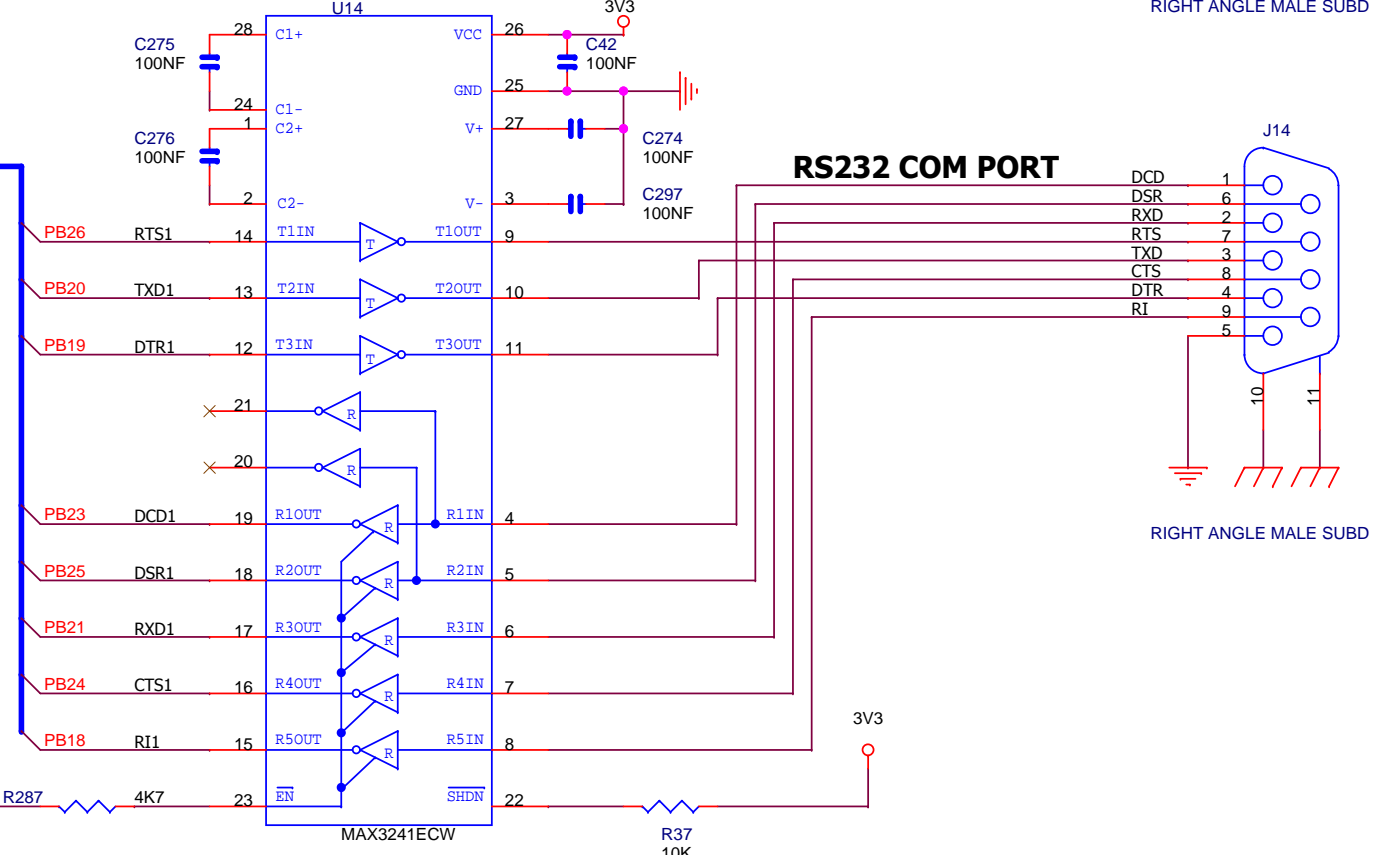 U14
3V3
RIGHT ANGLE MALE SUBD
28 C1+ VCC 26
C275
100NF
C42
100NF
GND 25
24 C1-
1 C2+ V+ 27
C276
100NF
C274
100NF
J14
RS232 COM PORT
2 C2- V- 3
C297
100NF
DCD 1
DSR 6
RXD 2
RTS 7
TXD 3
CTS 8
DTR 4
RI 9
5
10
11
PB26 RTS1 14 T1IN T T1OUT 9
PB20 TXD1 13 T2IN T T2OUT 10
PB19 DTR1 12 T3IN T T3OUT 11
21 R
20 R
PB23 DCD1 19 R1OUT R R1IN 4
RIGHT ANGLE MALE SUBD
PB25 DSR1 18 R2OUT R R2IN 5
PB21 RXD1 17 R3OUT R R3IN 6
PB24 CTS1 16 R4OUT R R4IN 7
3V3
PB18 RI1 15 R5OUT R R5IN 8
R287 4K7 23 EN SHDN 22
MAX3241ECW
R37
10K